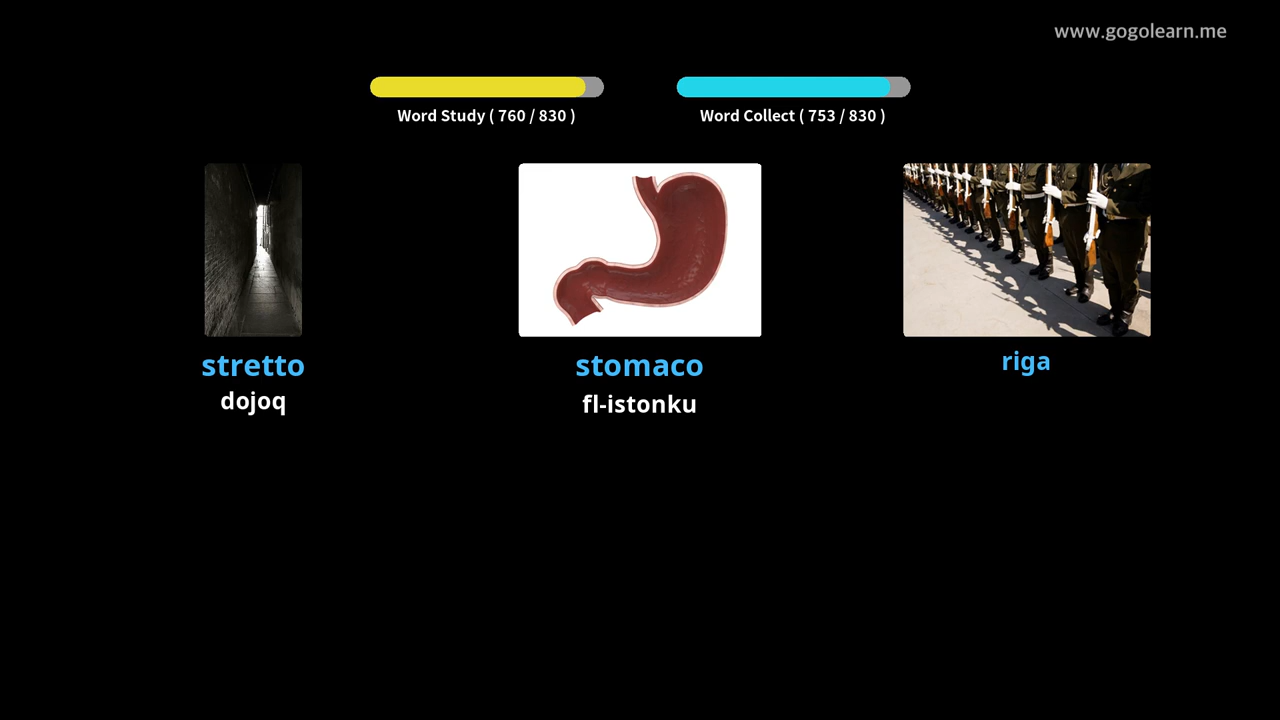 www.gogolearn.me
Word Study ( 760 / 830 )
Word Collect ( 753 / 830 )
stretto
dojoq
stomaco
fl-istonku
riga